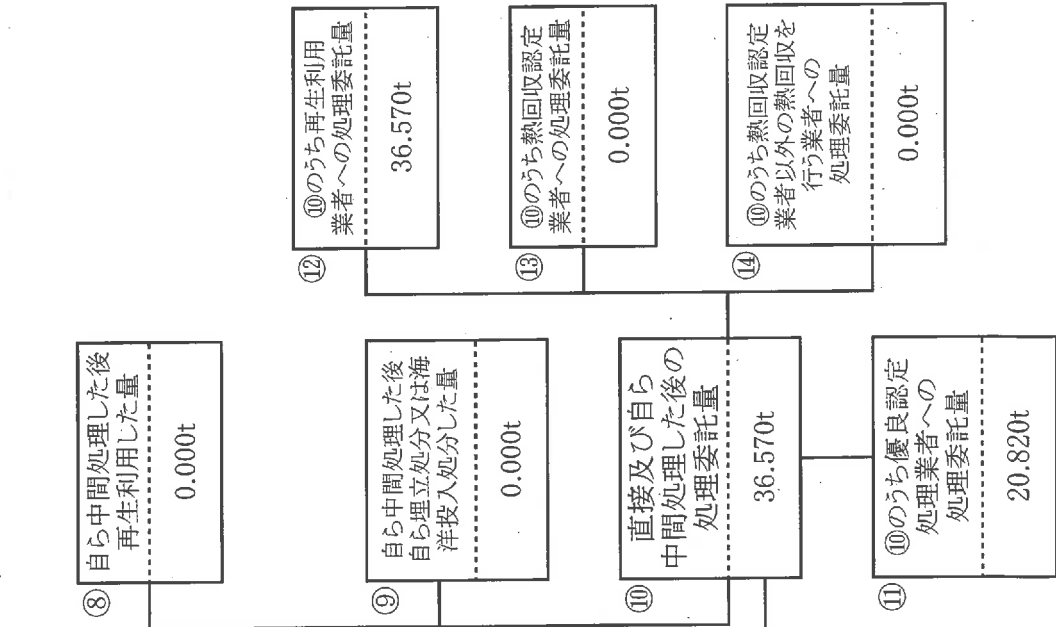 ⑧
自ら中間処理した後
再生利用した量
0.000t
⑨
自ら中間処理した後
自ら埋立処分又は海
洋投入処分した量
0.000t
⑩
直接及び自ら
中間処理した後の
処理委託量
36.570t
⑪
⑩のうち優良認定
処理業者への
処理委託量
20.820t
⑫
⑩のうち再生利用
業者への処理委託量
36.570t
⑬
⑩のうち熱回収認定
業者への処理委託量
0.000t
⑭
⑩のうち熱回収認定
業者以外の熱回収を
行う業者への
処理委託量
0.000t